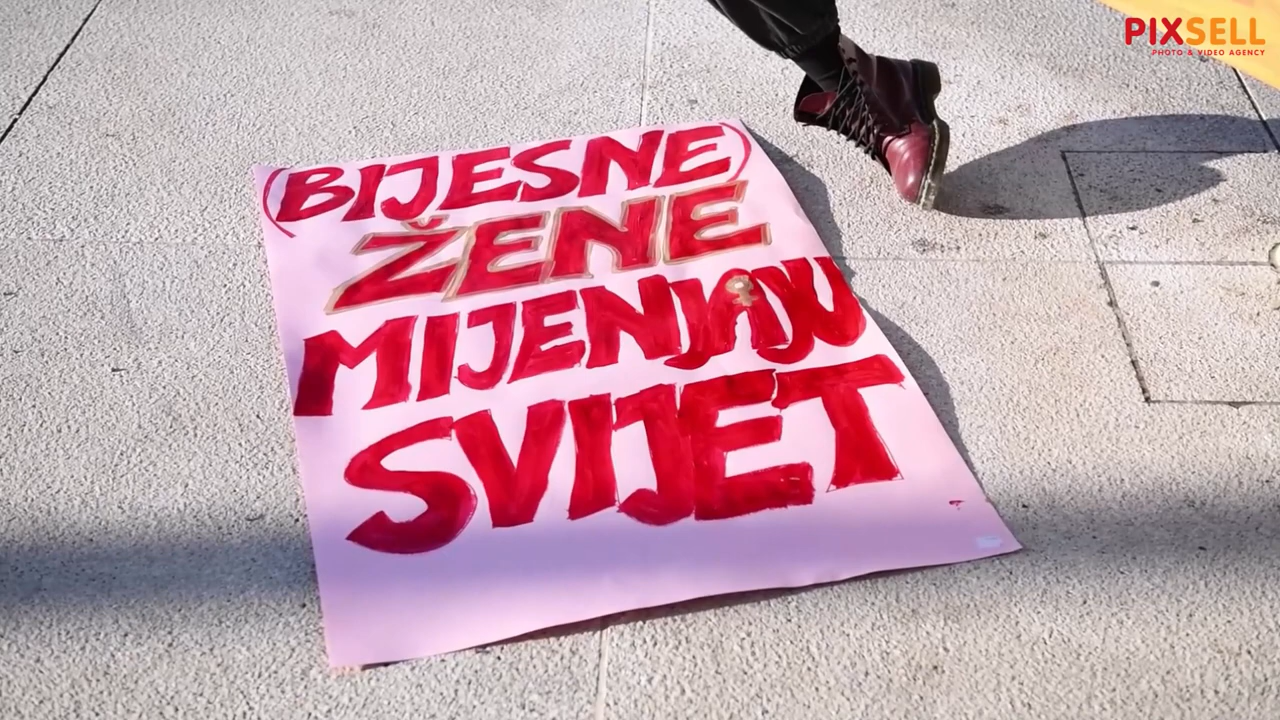 PIXSELL
PHOTO & VIDEO AGENCY
(BIJESNE)
ŽENE
MIJENJAJU
SVIJET